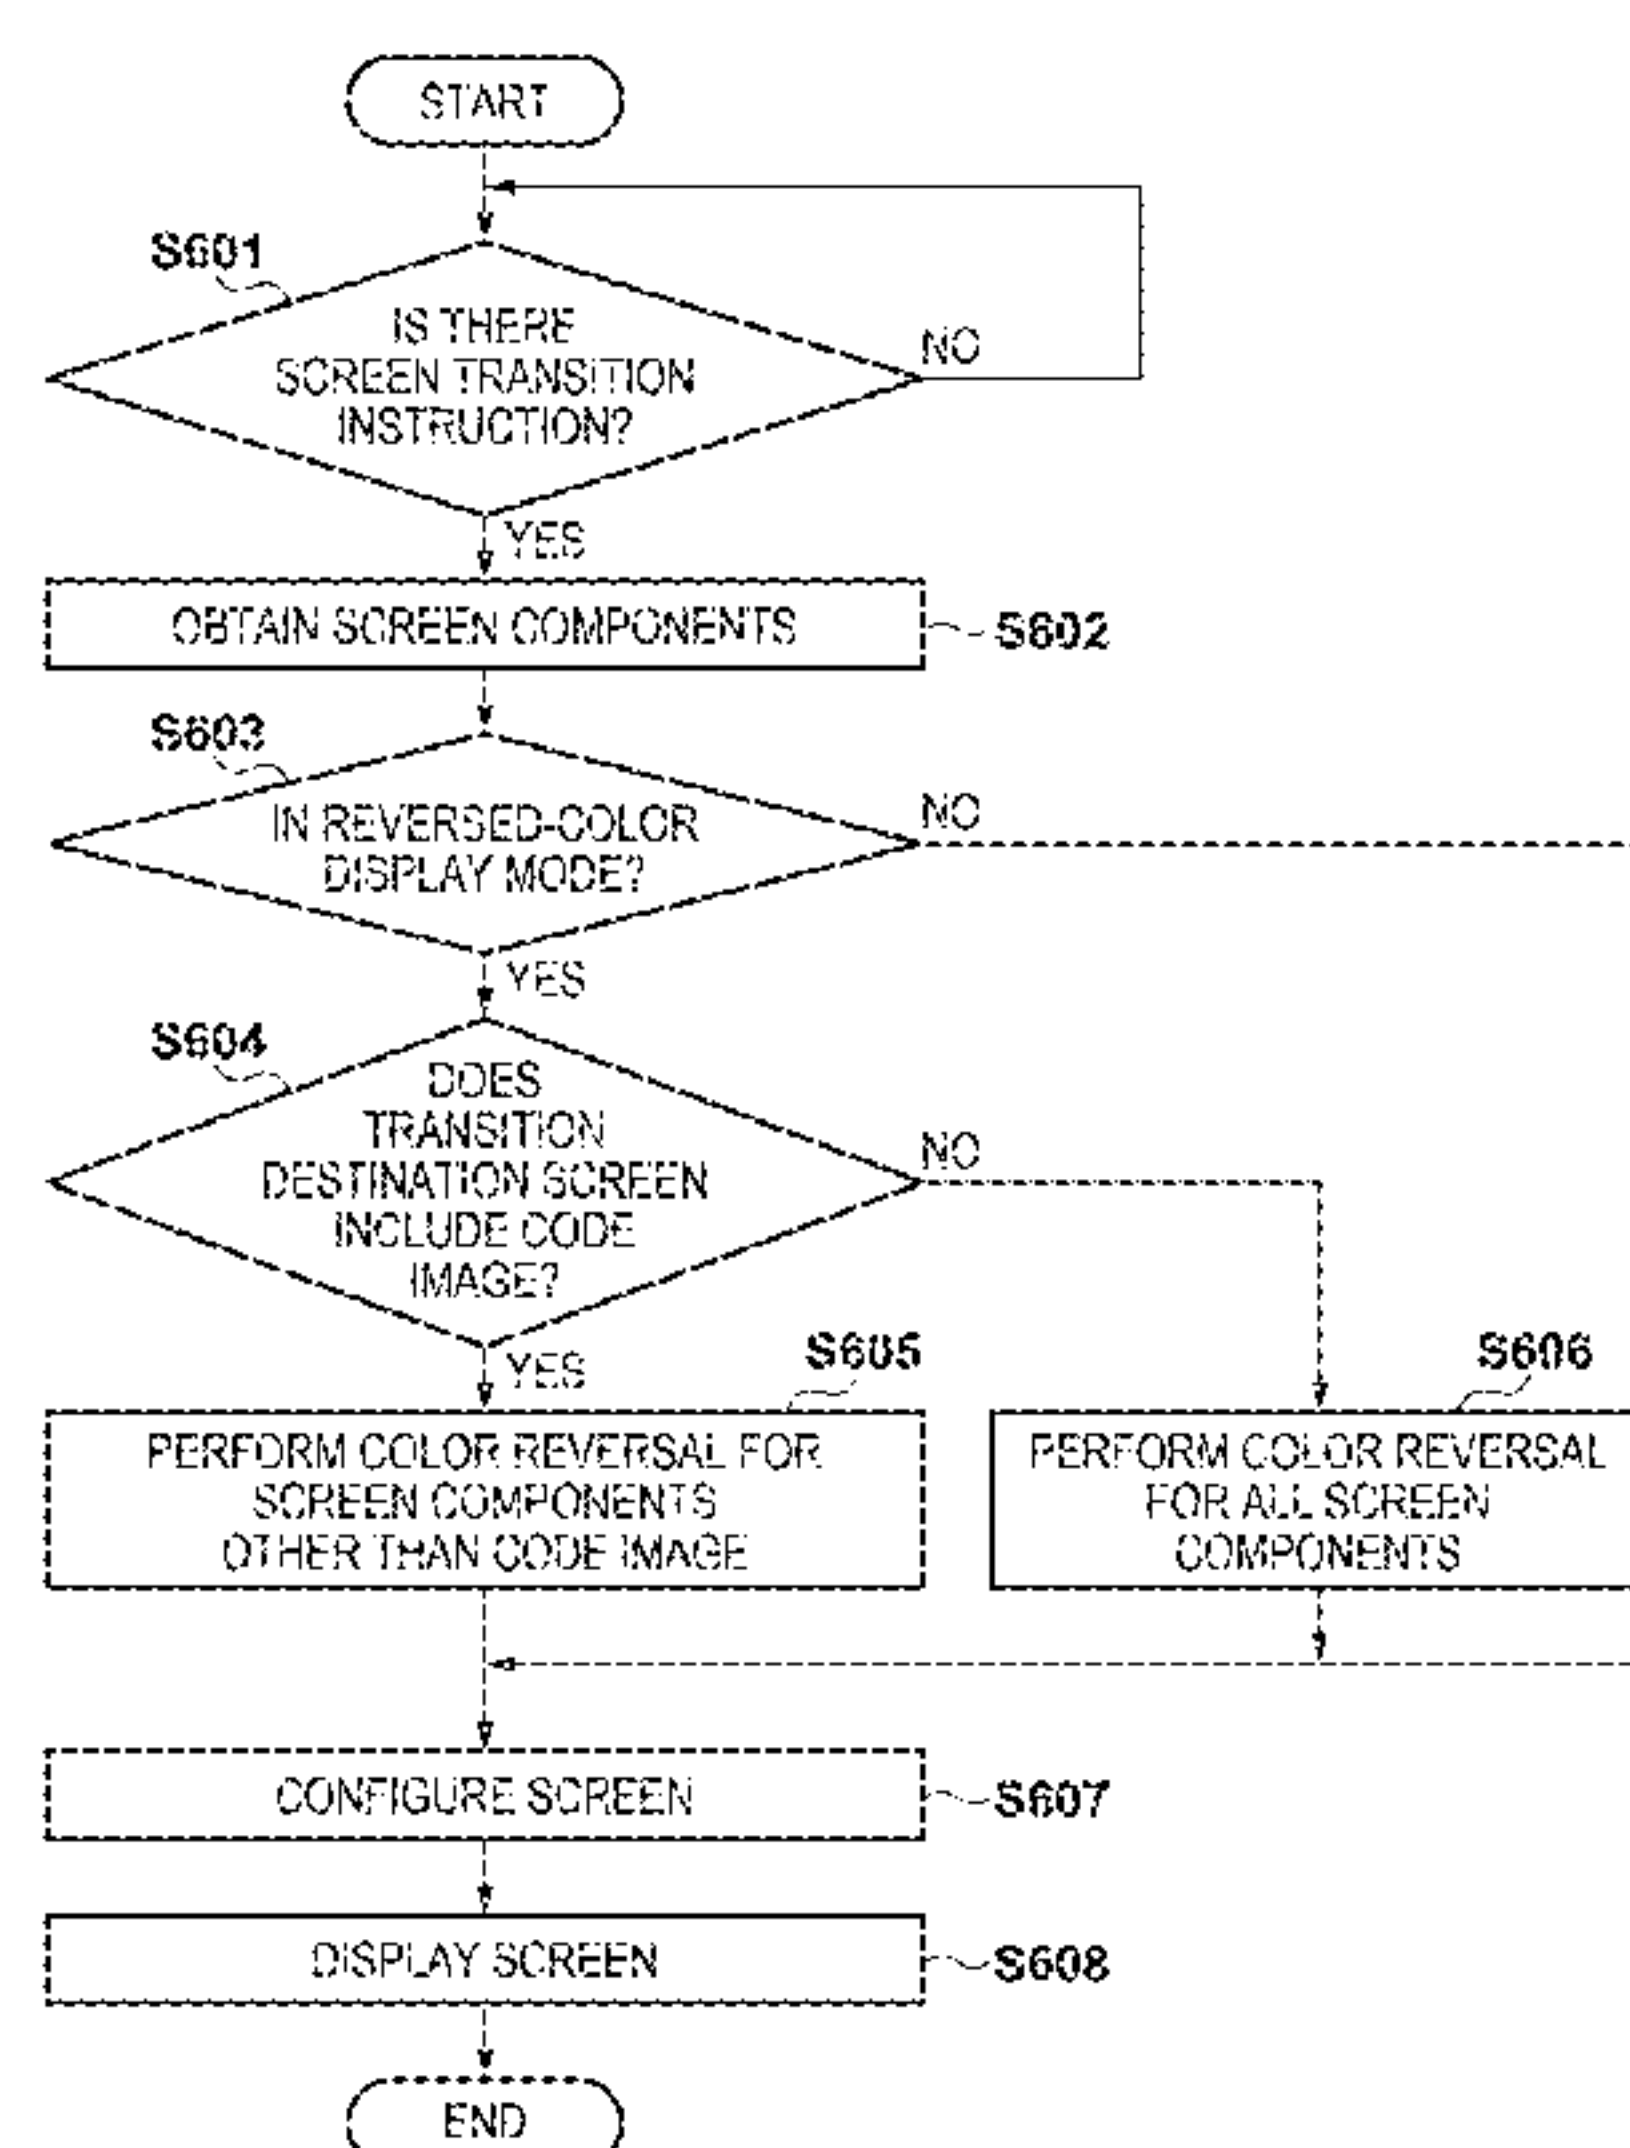 START
S601
IS THERE
SCREEN TRANSITION
INSTRUCTION?
NO
YES
OBTAIN SCREEN COMPONENTS
S602
S603
IN REVERSED-COLOR
DISPLAY MODE?
NO
YES
S604
DOES
TRANSITION
DESTINATION SCREEN
INCLUDE CODE
IMAGE?
NO
YES
S605
PERFORM COLOR REVERSAL FOR
SCREEN COMPONENTS
OTHER THAN CODE IMAGE
S606
PERFORM COLOR REVERSAL
FOR ALL SCREEN
COMPONENTS
CONFIGURE SCREEN
S607
DISPLAY SCREEN
S608
END